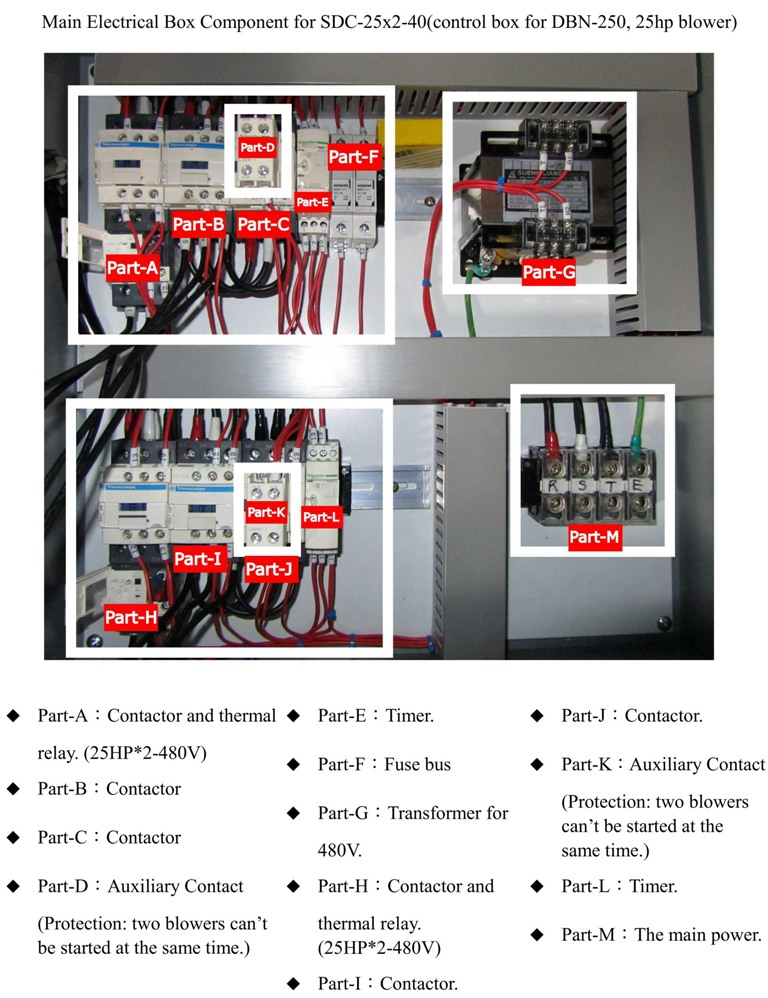 Main Electrical Box Component for SDC-25x2-40(control box for DBN-250, 25hp blower)
Part-D
Part-F
Part-E
Part-B
Part-C
Part-A
Part-G
R S T E
Part-K
Part-L
Part-M
Part-I
Part-J
Part-H
◆ Part-A：Contactor and thermal
relay. (25HP*2-480V)
◆ Part-B：Contactor
◆ Part-C：Contactor
◆ Part-D：Auxiliary Contact
(Protection: two blowers can’t
be started at the same time.)
◆ Part-E：Timer.
◆ Part-F：Fuse bus
◆ Part-G：Transformer for
480V.
◆ Part-H：Contactor and
thermal relay.
(25HP*2-480V)
◆ Part-I：Contactor.
◆ Part-J：Contactor.
◆ Part-K：Auxiliary Contact
(Protection: two blowers
can’t be started at the
same time.)
◆ Part-L：Timer.
◆ Part-M：The main power.